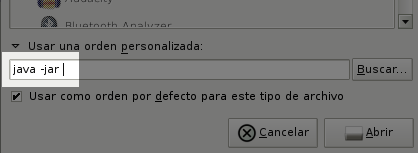 Audacity
Bluetooth Analyzer
Usar una orden personalizada:
java -jar
Buscar...
Usar como orden por defecto para este tipo de archivo
Cancelar
Abrir